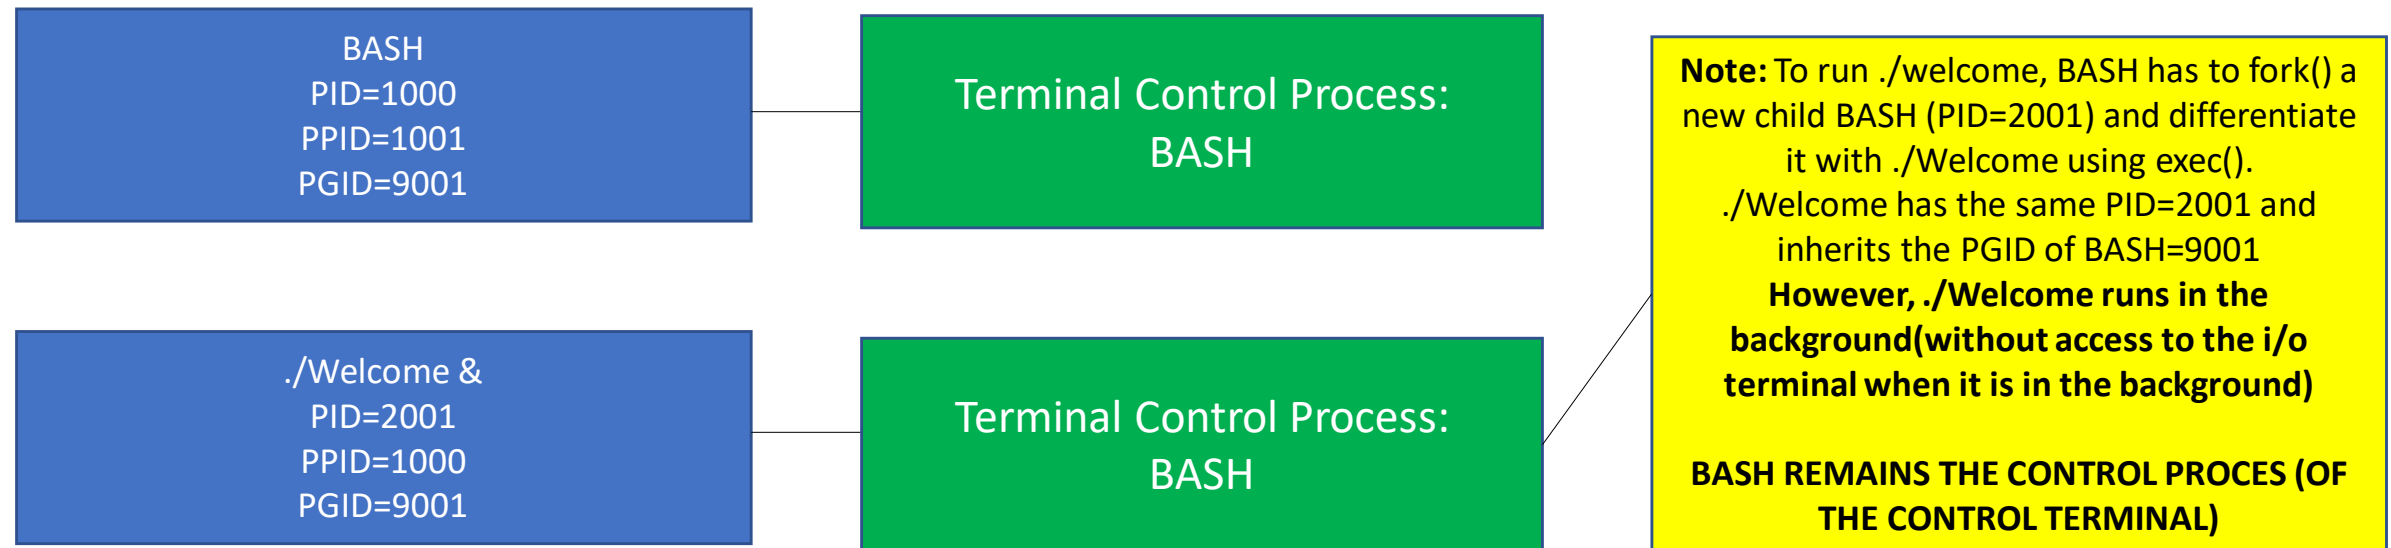 BASH
PID=1000
PPID=1001
PGID=9001
Terminal Control Process:
BASH
Note: To run ./welcome, BASH has to fork() a
new child BASH (PID=2001) and differentiate
it with ./Welcome using exec().
./Welcome has the same PID=2001 and
inherits the PGID of BASH=9001
However, ./Welcome runs in the
background(without access to the i/o
terminal when it is in the background)
BASH REMAINS THE CONTROL PROCES (OF
THE CONTROL TERMINAL)
./Welcome &
PID=2001
PPID=1000
PGID=9001
Terminal Control Process:
BASH